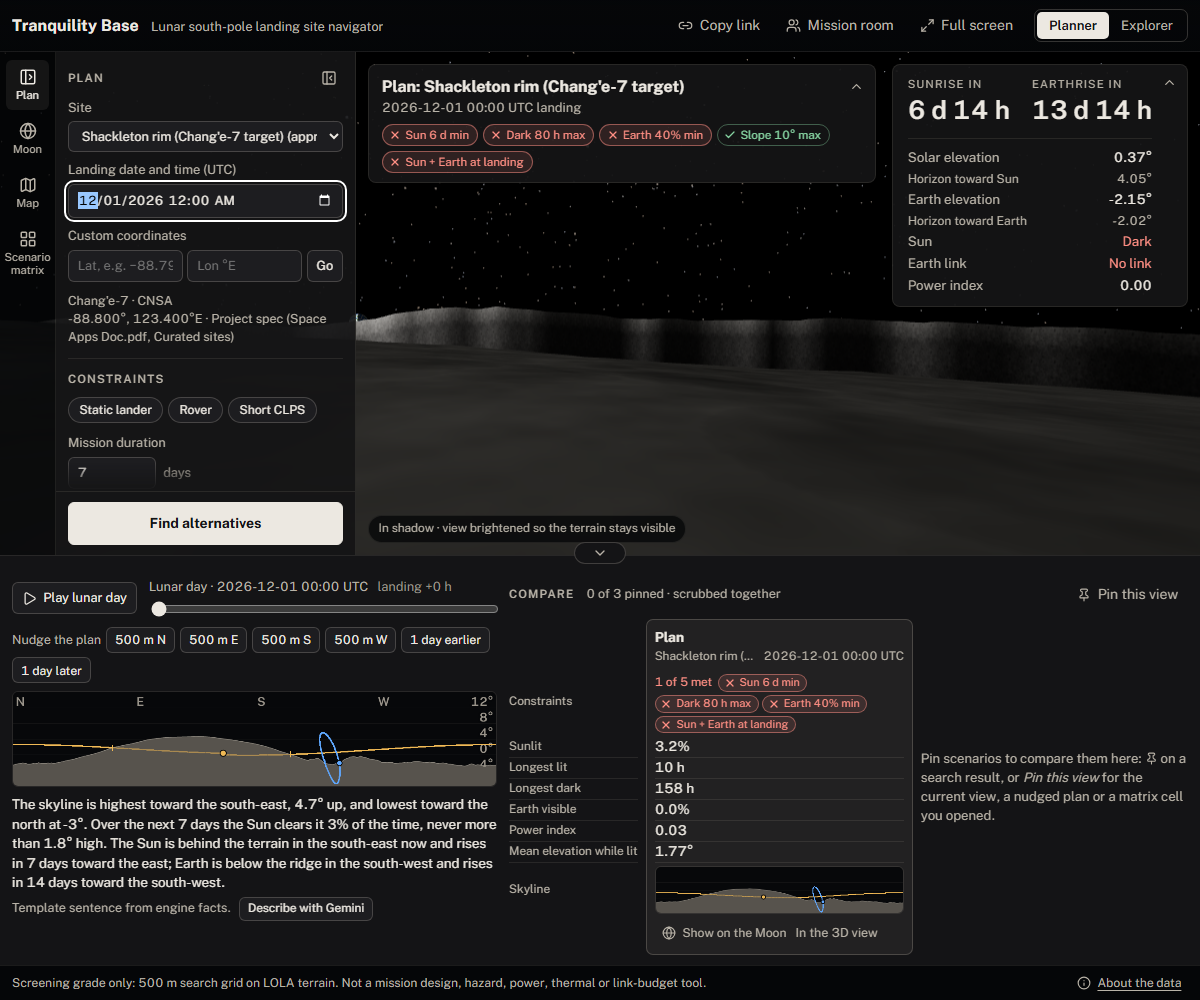 Tranquility Base Lunar south-pole landing site navigator
Copy link Mission room Full screen Planner Explorer
Plan
Moon
Map
Scenario matrix
PLAN
Site
Shackleton rim (Chang'e-7 target) (appr
Landing date and time (UTC)
12/01/2026 12:00 AM
Custom coordinates
Lat, e.g. −88.79 Lon °E Go
Chang'e-7 · CNSA
-88.800°, 123.400°E · Project spec (Space
Apps Doc.pdf, Curated sites)
CONSTRAINTS
Static lander Rover Short CLPS
Mission duration
7 days
Find alternatives
Plan: Shackleton rim (Chang'e-7 target)
2026-12-01 00:00 UTC landing
Sun 6 d min Dark 80 h max Earth 40% min Slope 10° max
Sun + Earth at landing
SUNRISE IN EARTHRISE IN
6 d 14 h 13 d 14 h
Solar elevation 0.37°
Horizon toward Sun 4.05°
Earth elevation -2.15°
Horizon toward Earth -2.02°
Sun Dark
Earth link No link
Power index 0.00
In shadow · view brightened so the terrain stays visible
Play lunar day
Lunar day · 2026-12-01 00:00 UTC landing +0 h
Nudge the plan 500 m N 500 m E 500 m S 500 m W 1 day earlier
1 day later
N E S W 12°
8°
4°
0°
4°
The skyline is highest toward the south-east, 4.7° up, and lowest toward the
north at -3°. Over the next 7 days the Sun clears it 3% of the time, never more
than 1.8° high. The Sun is behind the terrain in the south-east now and rises
in 7 days toward the east; Earth is below the ridge in the south-west and rises
in 14 days toward the south-west.
Template sentence from engine facts. Describe with Gemini
COMPARE 0 of 3 pinned · scrubbed together
Pin this view
Plan
Shackleton rim (... 2026-12-01 00:00 UTC
Constraints
1 of 5 met Sun 6 d min
Dark 80 h max Earth 40% min
Sun + Earth at landing
Sunlit 3.2%
Longest lit 10 h
Longest dark 158 h
Earth visible 0.0%
Power index 0.03
Mean elevation while lit 1.77°
Skyline
Show on the Moon In the 3D view
Pin scenarios to compare them here: on a
search result, or Pin this view for the
current view, a nudged plan or a matrix cell
you opened.
Screening grade only: 500 m search grid on LOLA terrain. Not a mission design, hazard, power, thermal or link-budget tool.
About the data